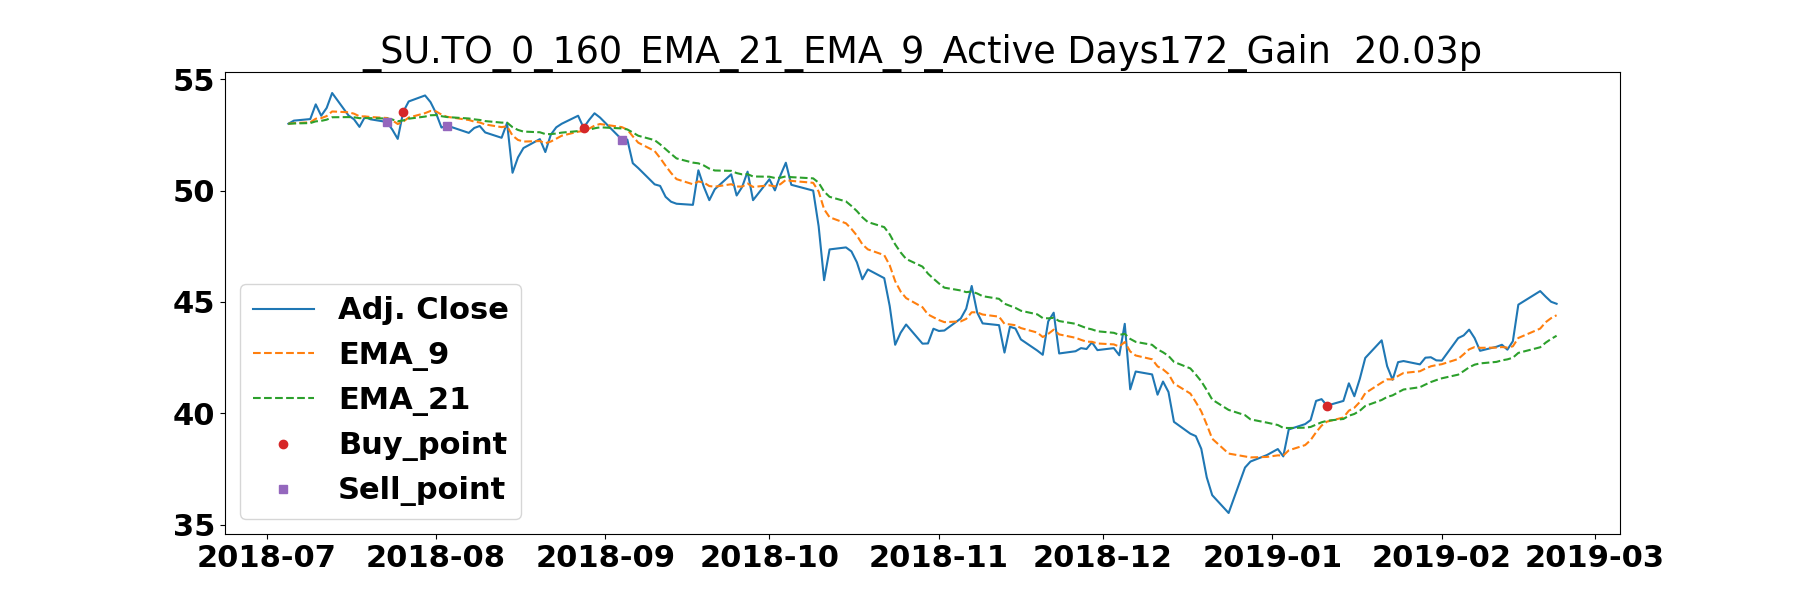 _SU.TO_0_160_EMA_21_EMA_9_Active Days172_Gain  20.03p
55
50
45
40
35
Adj. Close
EMA_9
EMA_21
Buy_point
Sell_point
2018-07 2018-08 2018-09 2018-10 2018-11 2018-12 2019-01 2019-02 2019-03